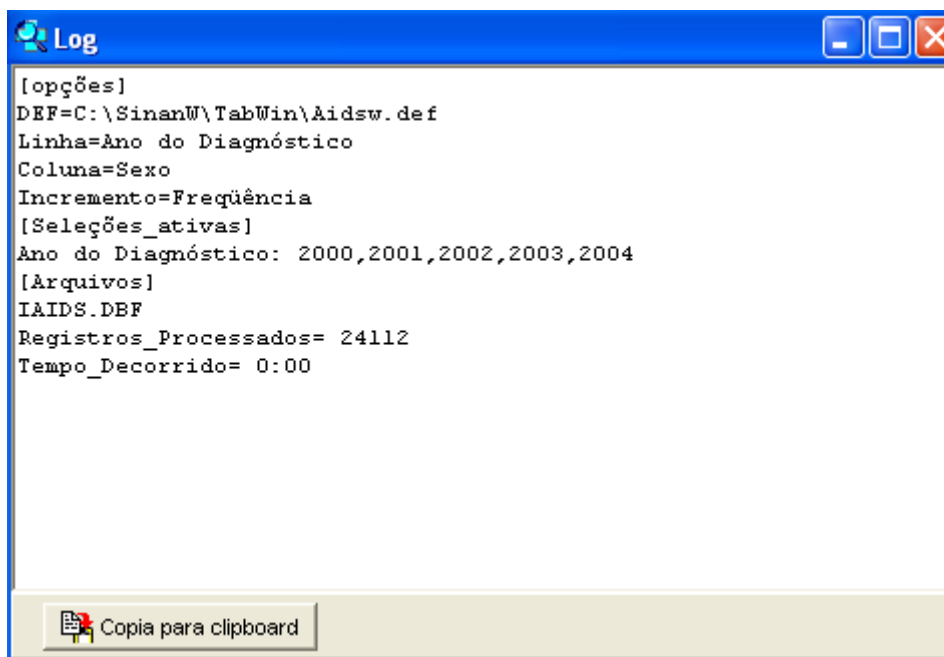 Log
[opções]
DEF=C:\SinanW\TabWin\Aidsw.def
Linha=Ano do Diagnóstico
Coluna=Sexo
Incremento=Freqüência
[Seleções_ativas]
Ano do Diagnóstico: 2000,2001,2002,2003,2004
[Arquivos]
IAIDS.DBF
Registros_Processados= 24112
Tempo_Decorrido= 0:00
Copia para clipboard